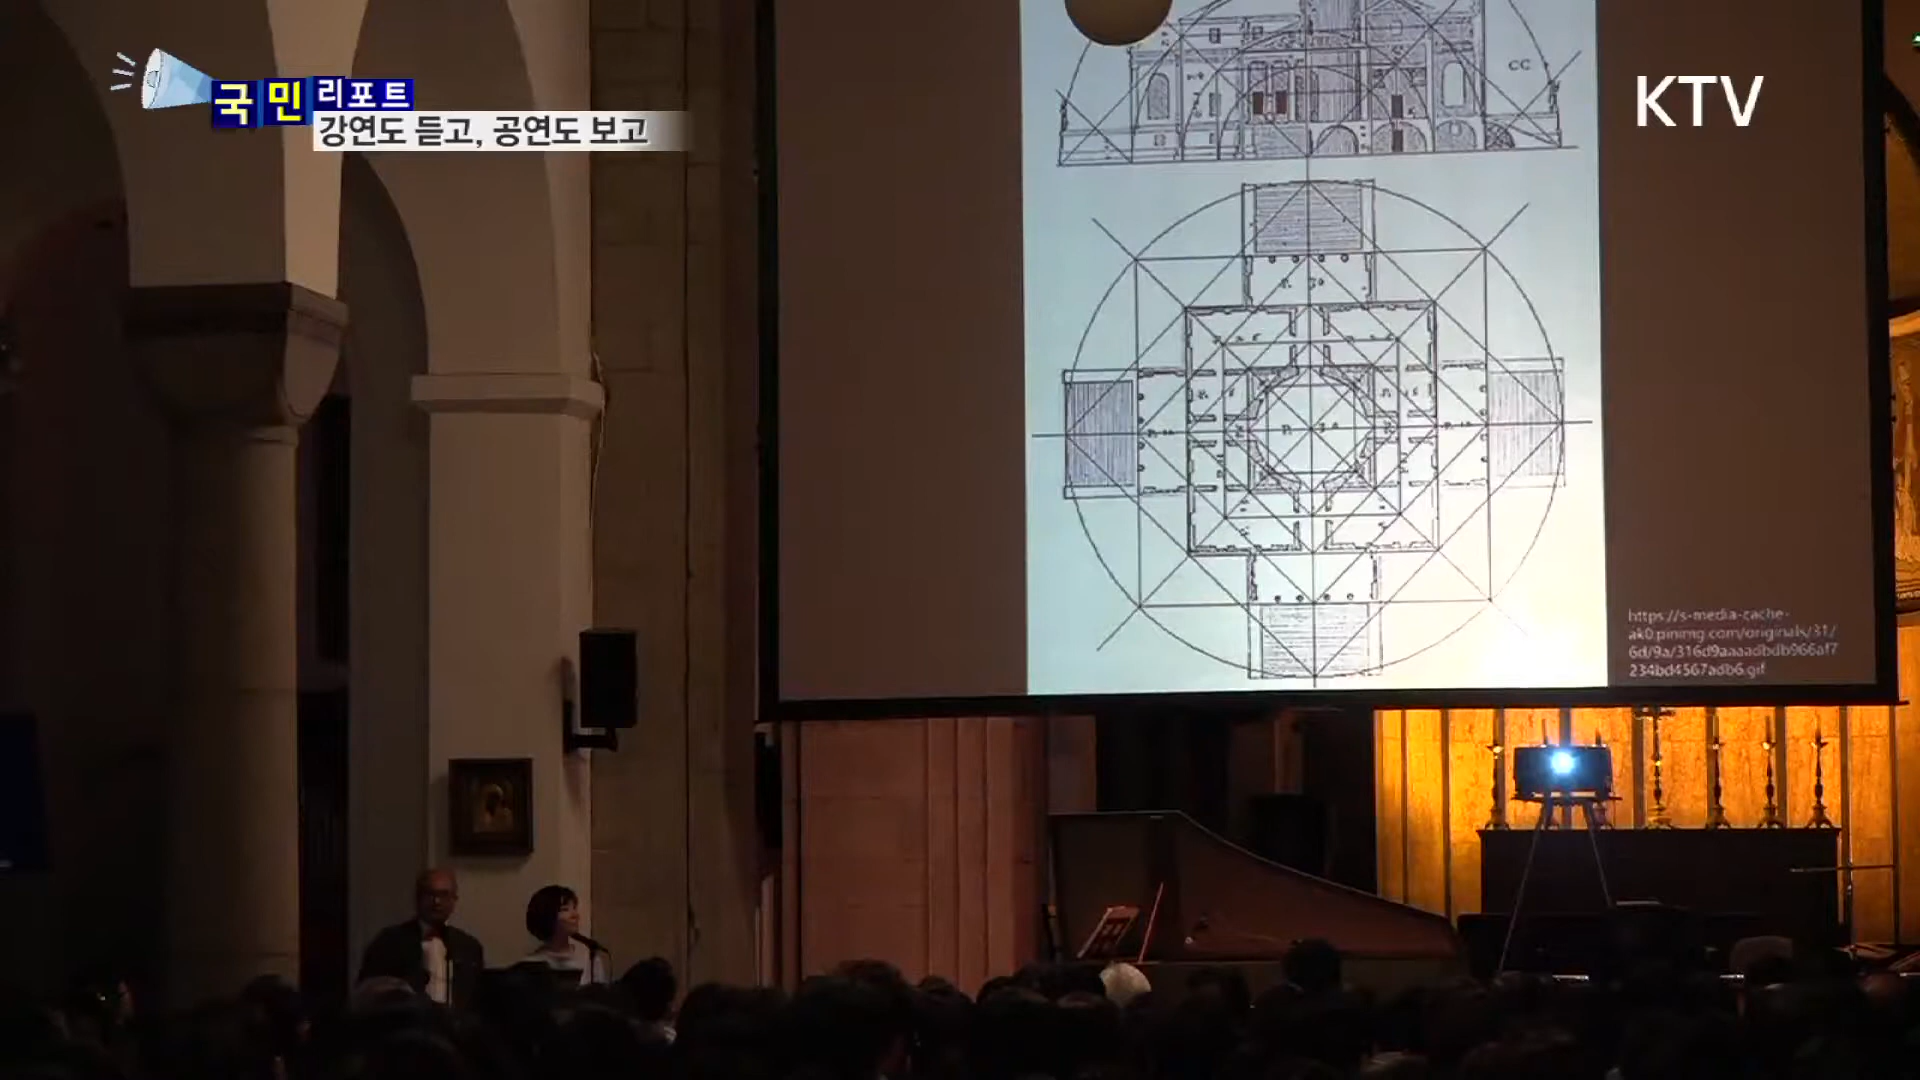 국민 리포트
강연도 듣고, 공연도 보고
KTV
CC
https://s-media-cache-
ak0.pinimg.com/originals/31/
6d/9a/316d9aaaadbdb966af7
234bd4567adb6.gif